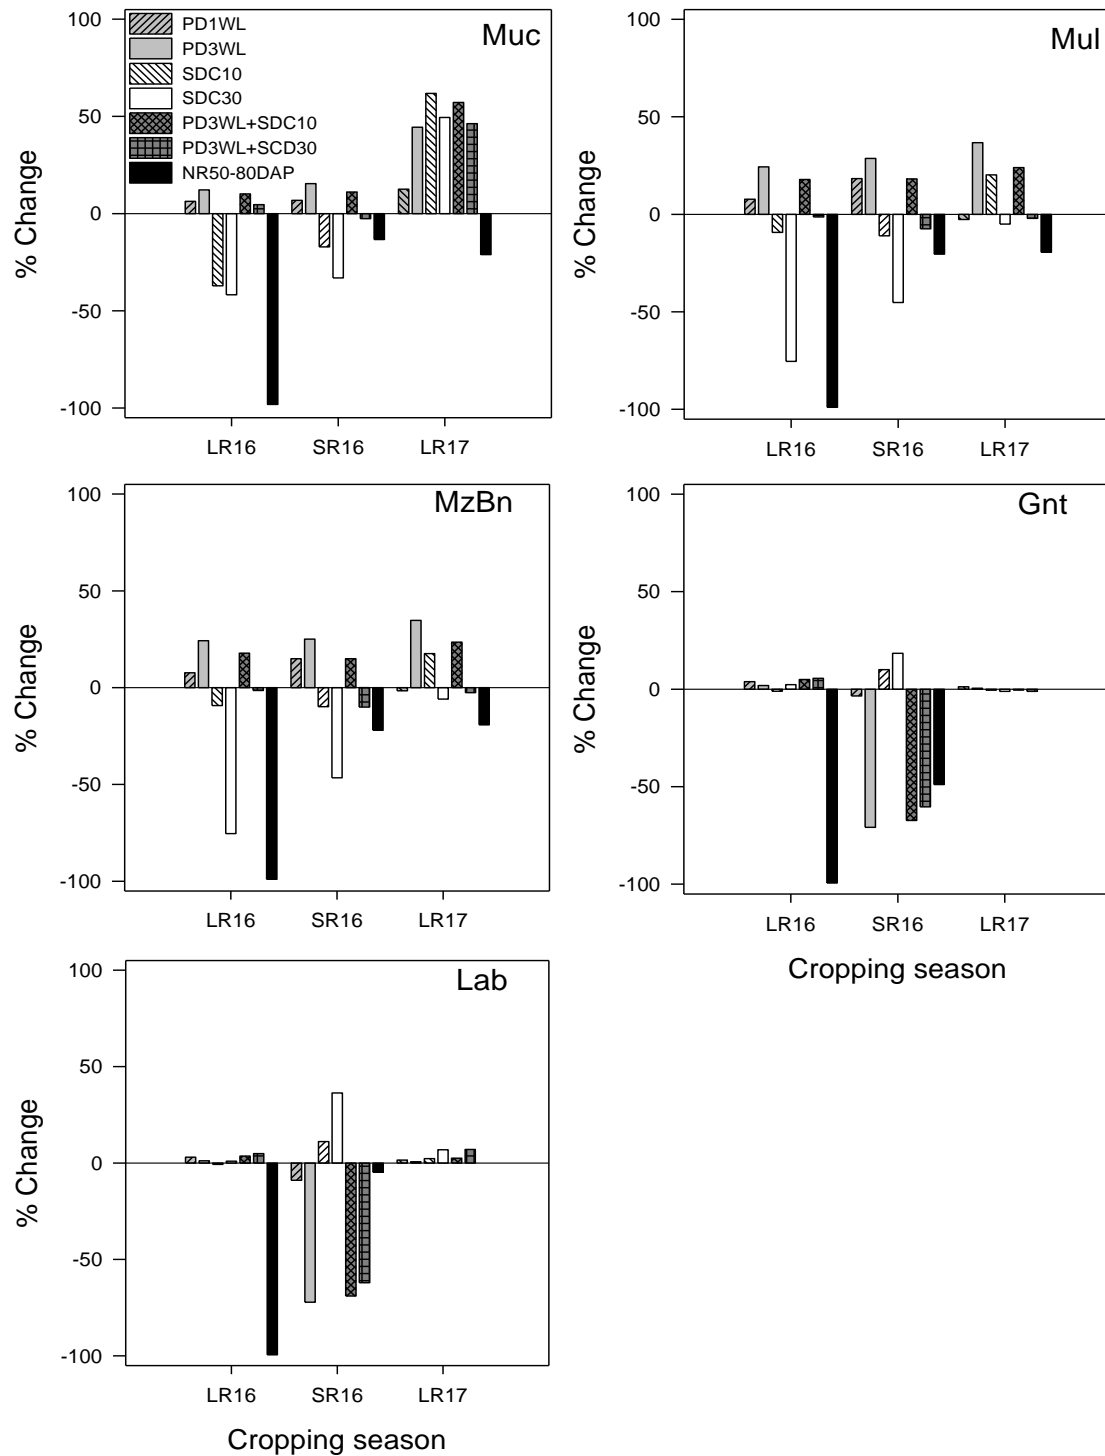 Muc
% Change
100
50
0
-50
-100
PD1WL
PD3WL
SDC10
SDC30
PD3WL+SDC10
PD3WL+SCD30
NR50-80DAP
LR16 SR16 LR17
Mul
% Change
100
50
0
-50
-100
LR16 SR16 LR17
MzBn
% Change
100
50
0
-50
-100
LR16 SR16 LR17
Gnt
% Change
100
50
0
-50
-100
LR16 SR16 LR17
Cropping season
Lab
% Change
100
50
0
-50
-100
LR16 SR16 LR17
Cropping season